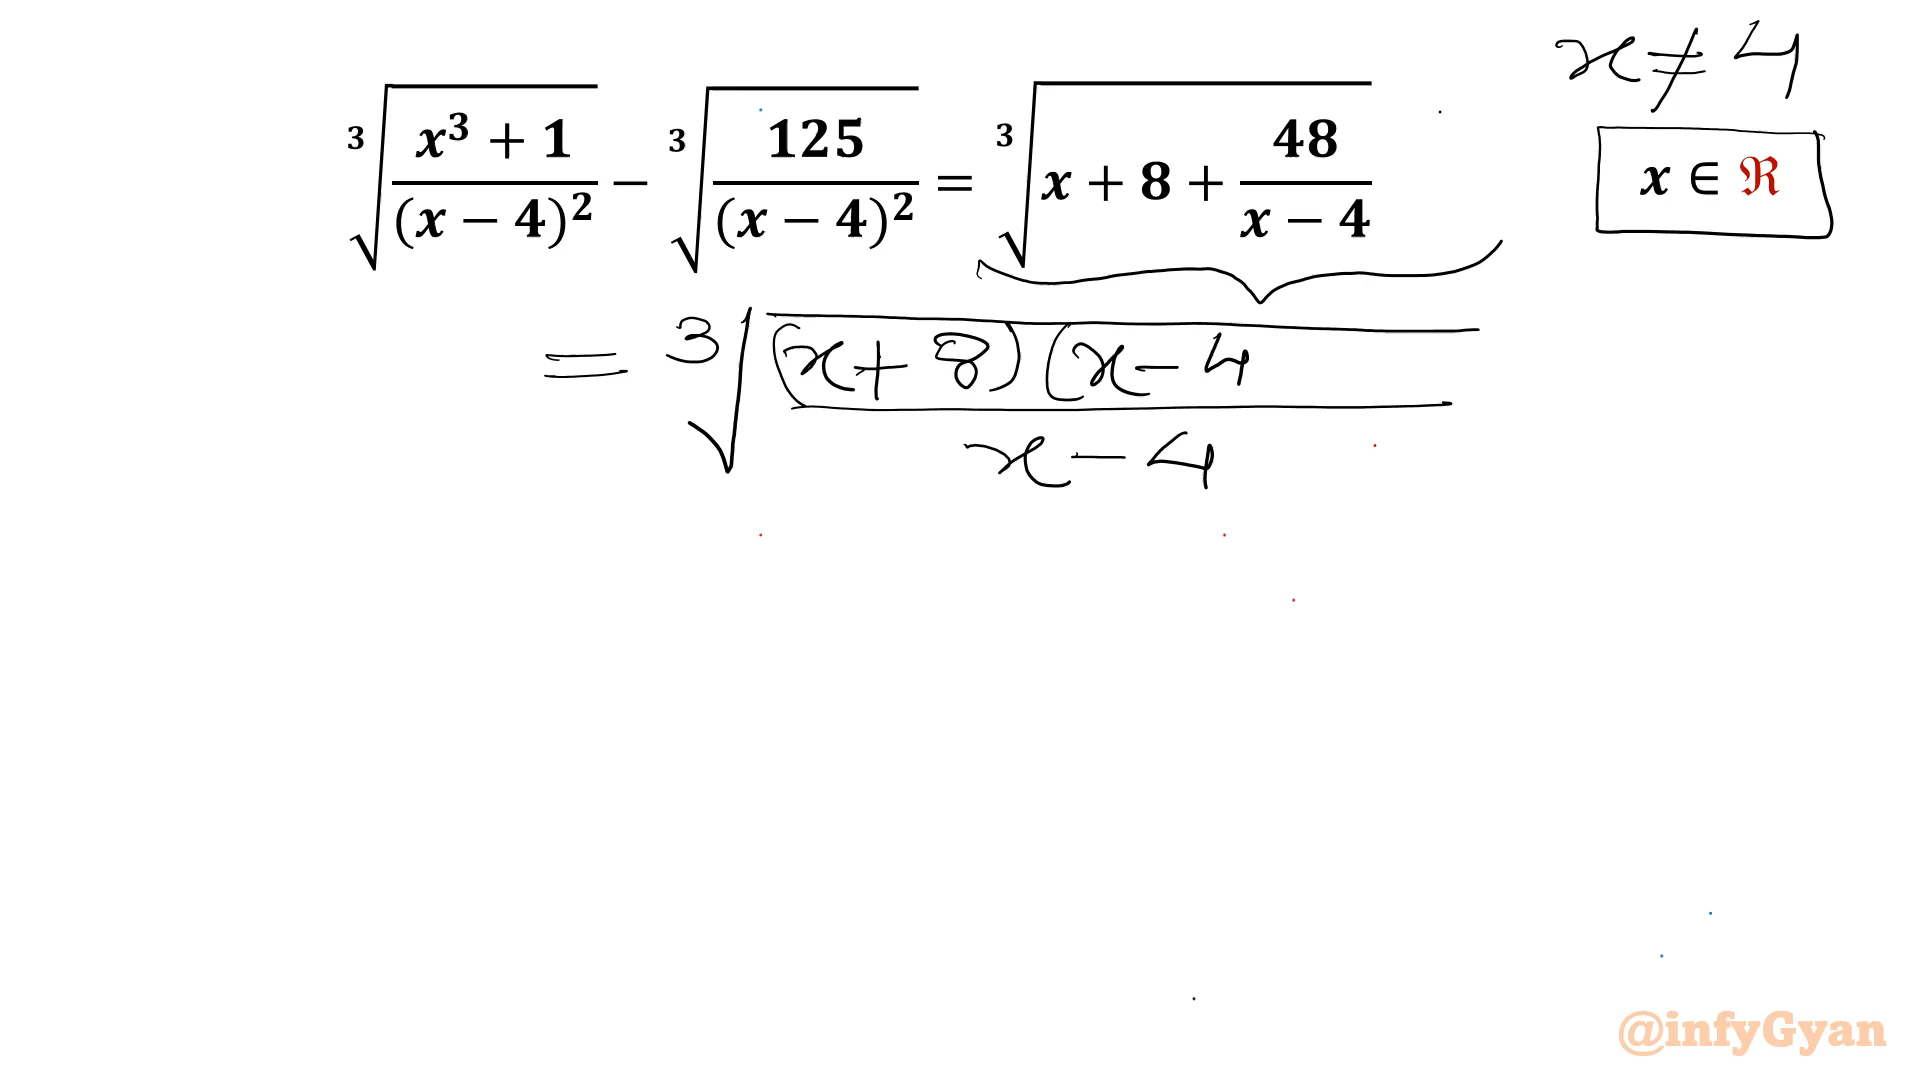 ∛((x³ + 1)/(x − 4)²) − ∛(125/(x − 4)²) = ∛(x + 8 + 48/(x − 4))
x ≠ 4
x ∈ ℜ
= ∛((x + 8)(x − 4 / x − 4
@infyGyan